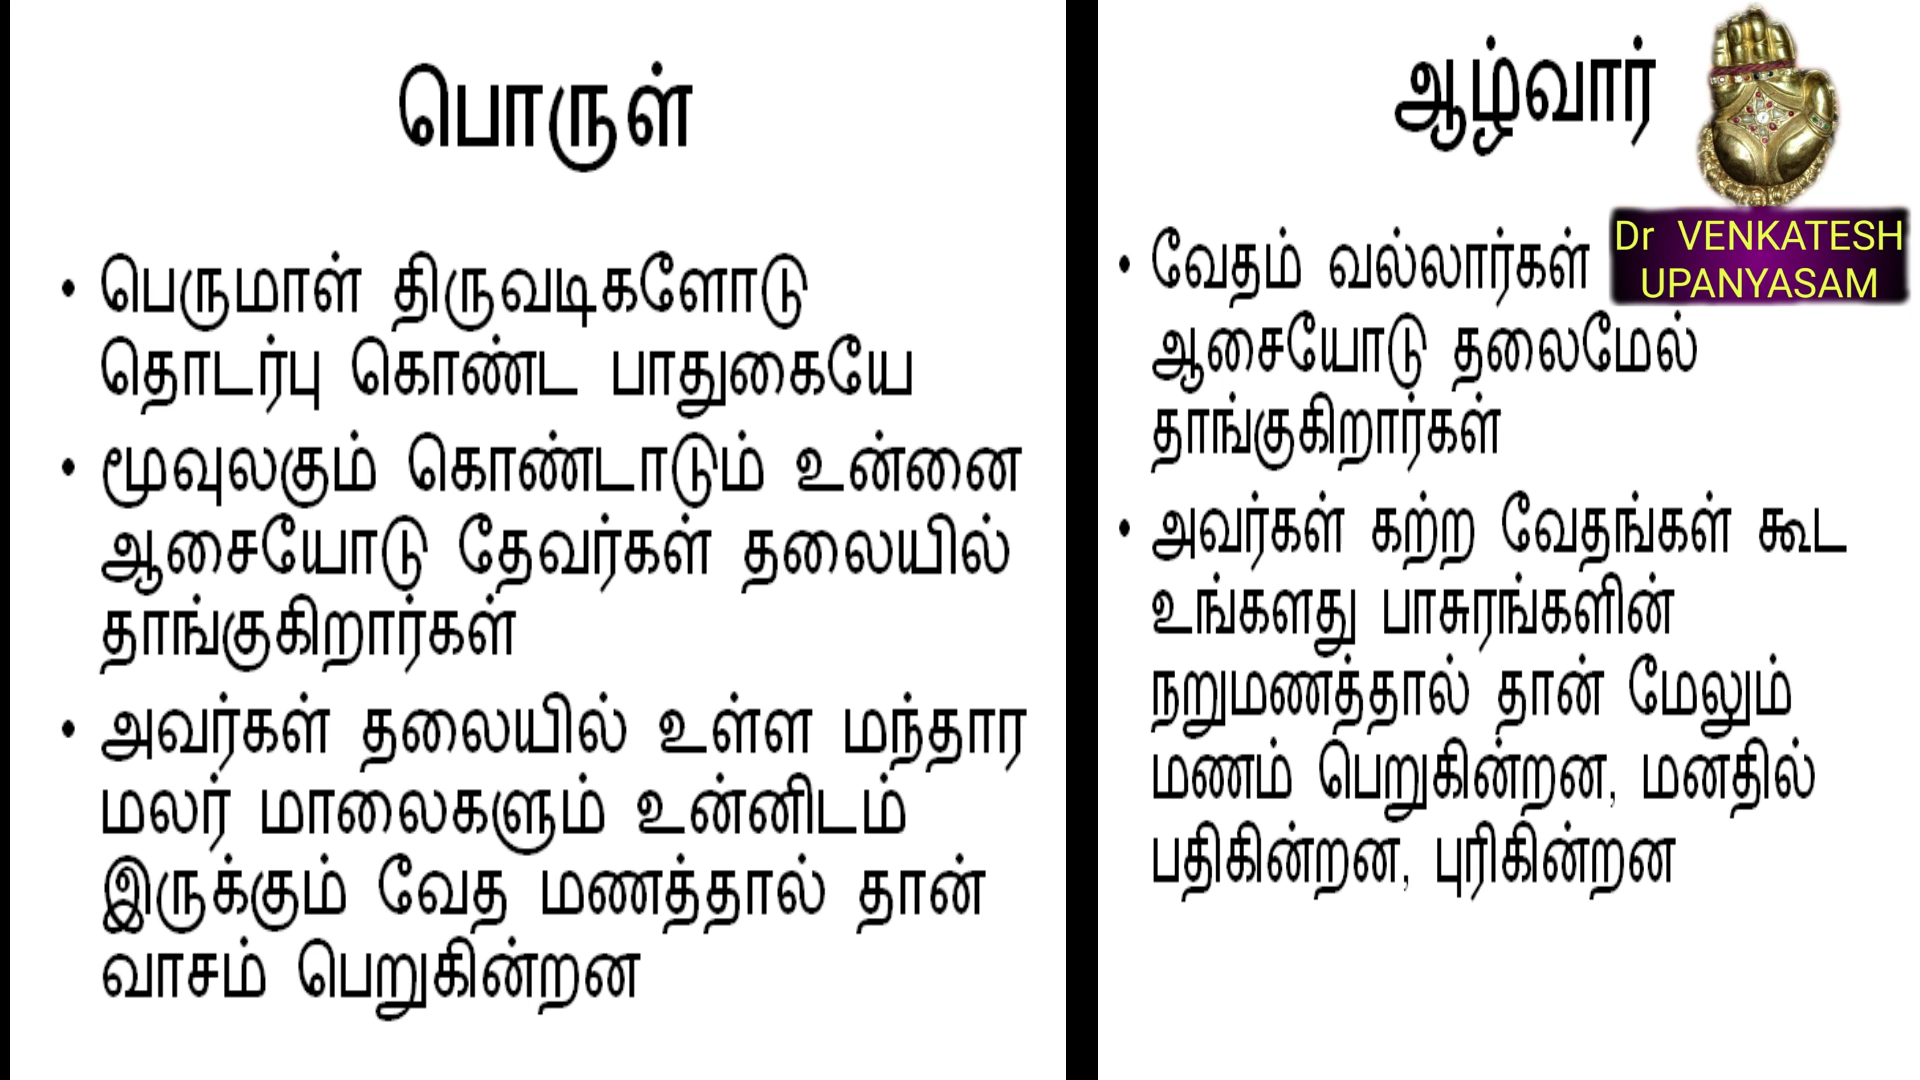 பொருள்
• பெருமாள் திருவடிகளோடு
தொடர்பு கொண்ட பாதுகையே
• மூவுலகும் கொண்டாடும் உன்னை
ஆசையோடு தேவர்கள் தலையில்
தாங்குகிறார்கள்
• அவர்கள் தலையில் உள்ள மந்தார
மலர் மாலைகளும் உன்னிடம்
இருக்கும் வேத மணத்தால் தான்
வாசம் பெறுகின்றன
ஆழ்வார்
• வேதம் வல்லார்கள்
ஆசையோடு தலைமேல்
தாங்குகிறார்கள்
• அவர்கள் கற்ற வேதங்கள் கூட
உங்களது பாசுரங்களின்
நறுமணத்தால் தான் மேலும்
மணம் பெறுகின்றன, மனதில்
பதிகின்றன, புரிகின்றன
Dr VENKATESH
UPANYASAM